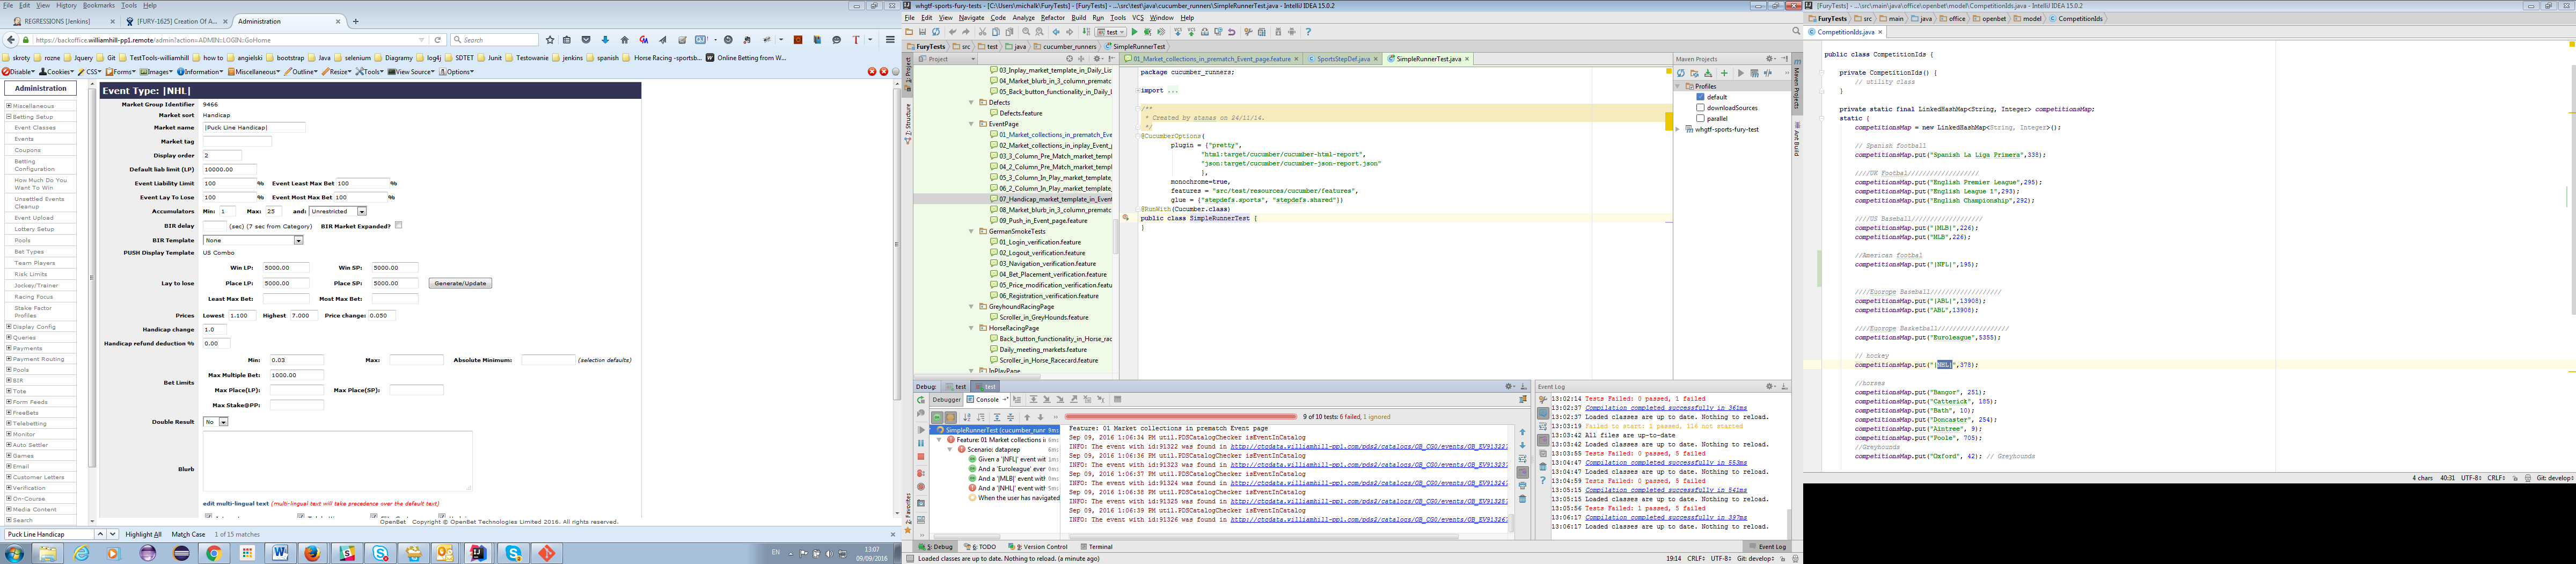 File Edit View History Bookmarks Tools Help
REGRESSIONS [Jenkins]
[FURY-1625] Creation Of A...
Administration
https://backoffice.williamhill-pp1.remote/admin?action=ADMIN::LOGIN::GoHome
Search
skroty rozne Jquery Git TestTools-williamhill how to angielski bootstrap Java selenium Diagramy log4j SDTET Junit Testowanie jenkins spanish Horse Racing -sportsb... Online Betting from W...
Disable Cookies CSS Forms Images Information Miscellaneous Outline Resize Tools View Source Options
Administration
Miscellaneous
Betting Setup
Event Classes
Events
Coupons
Betting
Configuration
How Much Do You
Want To Win
Unsettled Events
Cleanup
Event Upload
Lottery Setup
Pools
Bet Types
Team Players
Risk Limits
Jockey/Trainer
Racing Focus
Stake Factor
Profiles
Display Config
Queries
Payments
Payment Routing
Pools
BIR
Tote
Form Feeds
FreeBets
Telebetting
Monitor
Auto Settler
Games
Email
Customer Letters
Verification
On-Course
Media Content
Search
Event Type: |NHL|
Market Group Identifier 9466
Market sort Handicap
Market name |Puck Line Handicap|
Market tag
Display order 2
Default liab limit (LP) 10000.00
Event Liability Limit 100 % Event Least Max Bet 100 %
Event Lay To Lose 100 % Event Most Max Bet 100 %
Accumulators Min: 1 Max: 25 and: Unrestricted
BIR delay (sec) (7 sec from Category) BIR Market Expanded?
BIR Template None
PUSH Display Template US Combo
Win LP: 5000.00 Win SP: 5000.00
Lay to lose Place LP: 5000.00 Place SP: 5000.00 Generate/Update
Least Max Bet: Most Max Bet:
Prices Lowest 1.100 Highest 7.000 Price change: 0.050
Handicap change 1.0
Handicap refund deduction % 0.00
Min: 0.03 Max: Absolute Minimum: (selection defaults)
Max Multiple Bet: 1000.00
Bet Limits
Max Place(LP): Max Place(SP):
Max Stake@PP:
Double Result No
Blurb
edit multi-lingual text (multi-lingual text will take precedence over the default text)
OpenBet Copyright © OpenBet Technologies Limited 2016. All rights reserved.
Puck Line Handicap Highlight All Match Case 1 of 15 matches
EN 13:07
09/09/2016
whgtf-sports-fury-tests - [C:\Users\michalk\FuryTests] - [FuryTests] - ...\src\test\java\cucumber_runners\SimpleRunnerTest.java - IntelliJ IDEA 15.0.2
File Edit View Navigate Code Analyze Refactor Build Run Tools VCS Window Help
test
FuryTests src test java cucumber_runners SimpleRunnerTest
Project
03_Inplay_market_template_in_Daily_List
04_Market_blurb_in_3_column_prematc
05_Back_button_functionality_in_Daily_L
Defects
Defects.feature
EventPage
01_Market_collections_in_prematch_Eve
02_Market_collections_in_inplay_Event_p
03_3_Column_Pre_Match_market_templ
04_2_Column_Pre_Match_market_templ
05_3_Column_In_Play_market_template_
06_2_Column_In_Play_market_template_
07_Handicap_market_template_in_Event
08_Market_blurb_in_3_column_prematc
09_Push_in_Event_page.feature
GermanSmokeTests
01_Login_verification.feature
02_Logout_verification.feature
03_Navigation_verification.feature
04_Bet_Placement_verification.feature
05_Price_modification_verification.featu
06_Registration_verification.feature
GreyhoundRacingPage
Scroller_in_GreyHounds.feature
HorseRacingPage
Back_button_functionality_in_Horse_rac
Daily_meeting_markets.feature
Scroller_in_Horse_Racecard.feature
InPlayPage
01_Market_collections_in_prematch_Event_page.feature
SportsStepDef.java
SimpleRunnerTest.java
package cucumber_runners;
import ...
/**
* Created by atanas on 24/11/14.
*/
@CucumberOptions(
plugin = {"pretty",
"html:target/cucumber/cucumber-html-report",
"json:target/cucumber/cucumber-json-report.json"
},
monochrome=true,
features = "src/test/resources/cucumber/features",
glue = {"stepdefs.sports", "stepdefs.shared"})
@RunWith(Cucumber.class)
public class SimpleRunnerTest {
}
Maven Projects
Profiles
default
downloadSources
parallel
whgtf-sports-fury-test
Maven Projects
Ant Build
1: Project
7: Structure
2: Favorites
Debug: test test
Debugger Console
9 of 10 tests: 6 failed, 1 ignored
SimpleRunnerTest (cucumber_runr 9m:
Feature: 01 Market collections i 6m:
Scenario: dataprep 6m:
Given a '|NFL|' event wit 1m:
And a 'Euroleague' ever 0m:
And a '|MLB|' event with 0m:
And a '|NHL|' event with 5m:
When the user has navigated
Feature: 01 Market collections in prematch Event page
Sep 09, 2016 1:06:34 PM util.PDSCatalogChecker isEventInCatalog
INFO: The event with id:91322 was found in http://ctcdata.williamhill-pp1.com/pds2/catalogs/OB_CG0/events/OB_EV91322
Sep 09, 2016 1:06:36 PM util.PDSCatalogChecker isEventInCatalog
INFO: The event with id:91323 was found in http://ctcdata.williamhill-pp1.com/pds2/catalogs/OB_CG0/events/OB_EV91323
Sep 09, 2016 1:06:37 PM util.PDSCatalogChecker isEventInCatalog
INFO: The event with id:91324 was found in http://ctcdata.williamhill-pp1.com/pds2/catalogs/OB_CG0/events/OB_EV91324
Sep 09, 2016 1:06:38 PM util.PDSCatalogChecker isEventInCatalog
INFO: The event with id:91325 was found in http://ctcdata.williamhill-pp1.com/pds2/catalogs/OB_CG0/events/OB_EV91325
Sep 09, 2016 1:06:39 PM util.PDSCatalogChecker isEventInCatalog
INFO: The event with id:91326 was found in http://ctcdata.williamhill-pp1.com/pds2/catalogs/OB_CG0/events/OB_EV91326
Event Log
13:02:14 Tests Failed: 0 passed, 1 failed
13:02:37 Compilation completed successfully in 361ms
13:02:37 Loaded classes are up to date. Nothing to reload.
13:03:19 Failed to start: 1 passed, 116 not started
13:03:42 All files are up-to-date
13:03:42 Loaded classes are up to date. Nothing to reload.
13:03:55 Tests Failed: 0 passed, 5 failed
13:04:47 Compilation completed successfully in 553ms
13:04:47 Loaded classes are up to date. Nothing to reload.
13:04:59 Tests Failed: 0 passed, 5 failed
13:05:15 Compilation completed successfully in 541ms
13:05:15 Loaded classes are up to date. Nothing to reload.
13:05:56 Tests Failed: 1 passed, 5 failed
13:06:17 Compilation completed successfully in 397ms
13:06:17 Loaded classes are up to date. Nothing to reload.
5: Debug 6: TODO 9: Version Control Terminal Event Log
Loaded classes are up to date. Nothing to reload. (a minute ago) 19:14 CRLF÷ UTF-8÷ Git: develop÷
[FuryTests] - ...\src\main\java\office\openbet\model\CompetitionIds.java - IntelliJ IDEA 15.0.2
FuryTests src main java office openbet model CompetitionIds
CompetitionIds.java
public class CompetitionIds {
private CompetitionIds() {
// utility class
}
private static final LinkedHashMap<String, Integer> competitionsMap;
static {
competitionsMap = new LinkedHashMap<String, Integer>();
// Spanish football
competitionsMap.put("Spanish La Liga Primera",338);
////UK Footbal///////////////////
competitionsMap.put("English Premier League",295);
competitionsMap.put("English League 1",293);
competitionsMap.put("English Championship",292);
////US Baseball///////////////////
competitionsMap.put("|MLB|",226);
competitionsMap.put("MLB",226);
//American footbal
competitionsMap.put("|NFL|",195);
////Euorope Baseball///////////////////
competitionsMap.put("|ABL|",13908);
competitionsMap.put("ABL",13908);
////Euorope Basketball///////////////////
competitionsMap.put("Euroleague",5355);
// hockey
competitionsMap.put("|NHL|",378);
//horses
competitionsMap.put("Bangor", 251);
competitionsMap.put("Catterick", 185);
competitionsMap.put("Bath", 10);
competitionsMap.put("Doncaster", 254);
competitionsMap.put("Aintree", 9);
competitionsMap.put("Poole", 705);
//Greyhounds
competitionsMap.put("Oxford", 42); // Greyhounds
4 chars 40:31 UTF-8÷ CRLF÷ Git: develop÷